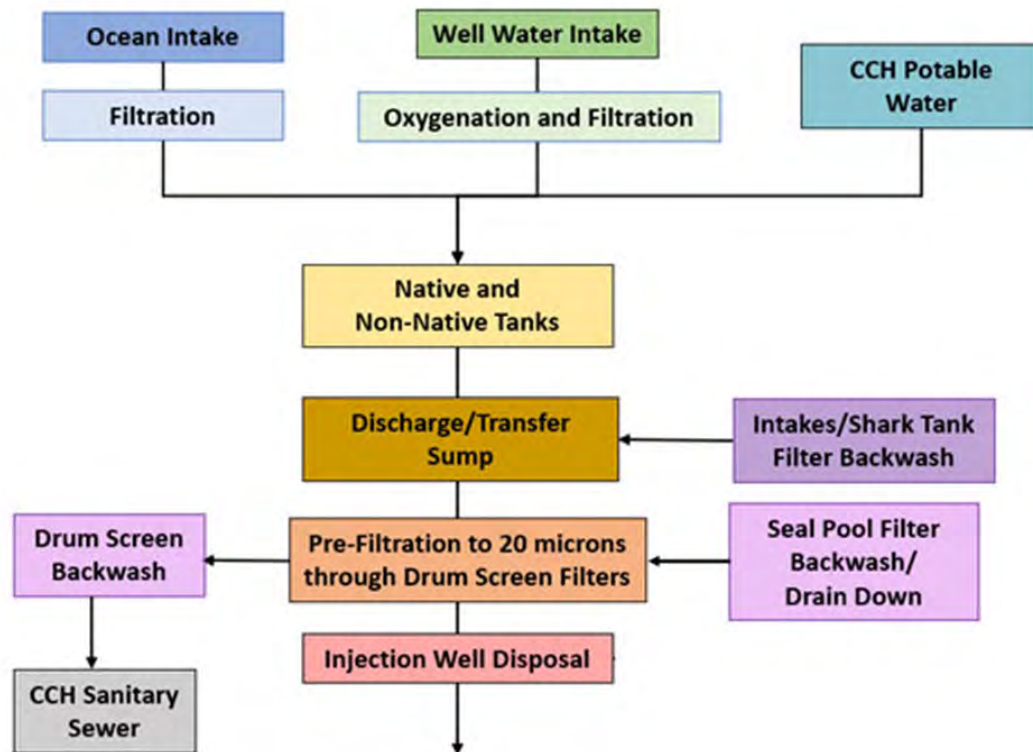 Ocean Intake
Well Water Intake
CCH Potable
Water
Filtration
Oxygenation and Filtration
Native and
Non-Native Tanks
Discharge/Transfer
Sump
Intakes/Shark Tank
Filter Backwash
Drum Screen
Backwash
Pre-Filtration to 20 microns
through Drum Screen Filters
Seal Pool Filter
Backwash/
Drain Down
Injection Well Disposal
CCH Sanitary
Sewer